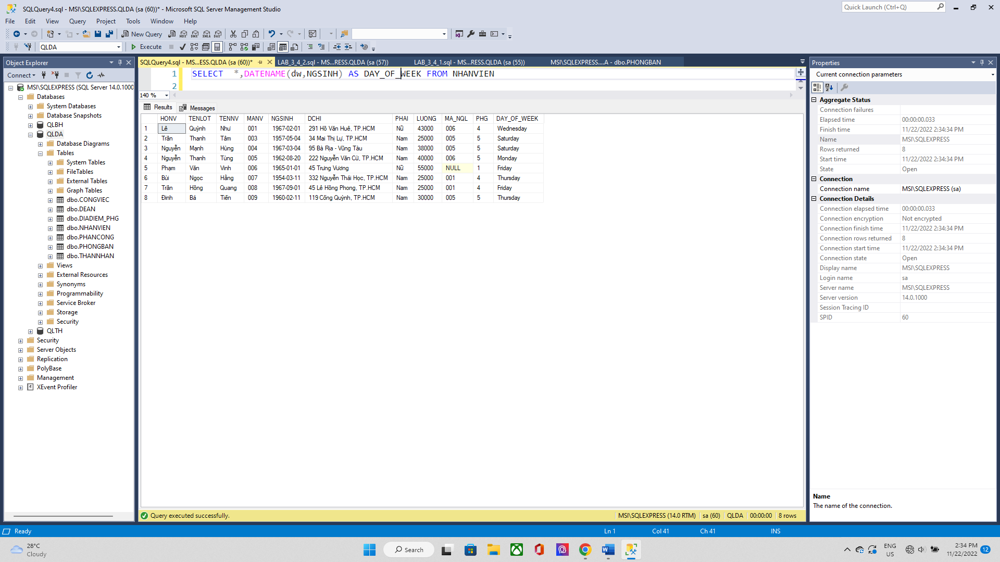 SQLQuery4.sql - MSI\SQLEXPRESS.QLDA (sa (60))* - Microsoft SQL Server Management Studio
Quick Launch (Ctrl+Q)
File Edit View Query Project Tools Window Help
New Query
QLDA
Execute
Object Explorer
Connect
MSI\SQLEXPRESS (SQL Server 14.0.1000
Databases
System Databases
Database Snapshots
QLBH
QLDA
Database Diagrams
Tables
System Tables
FileTables
External Tables
Graph Tables
dbo.CONGVIEC
dbo.DEAN
dbo.DIADIEM_PHG
dbo.NHANVIEN
dbo.PHANCONG
dbo.PHONGBAN
dbo.THANNHAN
Views
External Resources
Synonyms
Programmability
Service Broker
Storage
Security
QLTH
Security
Server Objects
Replication
PolyBase
Management
XEvent Profiler
SQLQuery4.sql - MS...ESS.QLDA (sa (60))* LAB_3_4_2.sql - MS...RESS.QLDA (sa (57)) LAB_3_4_1.sql - MS...RESS.QLDA (sa (55)) MSI\SQLEXPRESS....A - dbo.PHONGBAN
1 SELECT *,DATENAME(dw,NGSINH) AS DAY_OF_WEEK FROM NHANVIEN
2
140 %
Results Messages
HONV TENLOT TENNV MANV NGSINH DCHI PHAI LUONG MA_NQL PHG DAY_OF_WEEK
1 Lê Quỳnh Như 001 1967-02-01 291 Hồ Văn Huê, TP.HCM Nữ 43000 006 4 Wednesday
2 Trần Thanh Tâm 003 1957-05-04 34 Mai Thị Lự, TP.HCM Nam 25000 005 5 Saturday
3 Nguyễn Mạnh Hùng 004 1967-03-04 95 Bà Rịa - Vũng Tàu Nam 38000 005 5 Saturday
4 Nguyễn Thanh Tùng 005 1962-08-20 222 Nguyễn Văn Cừ, TP.HCM Nam 40000 006 5 Monday
5 Phạm Văn Vinh 006 1965-01-01 45 Trưng Vương Nữ 55000 NULL 1 Friday
6 Bùi Ngọc Hằng 007 1954-03-11 332 Nguyễn Thái Học, TP.HCM Nam 25000 001 4 Thursday
7 Trần Hồng Quang 008 1967-09-01 45 Lê Hồng Phong, TP.HCM Nam 25000 001 4 Friday
8 Đinh Bá Tiến 009 1960-02-11 119 Cống Quỳnh, TP.HCM Nam 30000 005 5 Thursday
Query executed successfully. MSI\SQLEXPRESS (14.0 RTM) sa (60) QLDA 00:00:00 8 rows
Properties
Current connection parameters
Aggregate Status
Connection failures
Elapsed time 00:00:00.033
Finish time 11/22/2022 2:34:34 PM
Name MSI\SQLEXPRESS
Rows returned 8
Start time 11/22/2022 2:34:34 PM
State Open
Connection
Connection name MSI\SQLEXPRESS (sa)
Connection Details
Connection elapsed time 00:00:00.033
Connection encryption Not encrypted
Connection finish time 11/22/2022 2:34:34 PM
Connection rows returned 8
Connection start time 11/22/2022 2:34:34 PM
Connection state Open
Display name MSI\SQLEXPRESS
Login name sa
Server name MSI\SQLEXPRESS
Server version 14.0.1000
Session Tracing ID
SPID 60
Name
The name of the connection.
Ready Ln 1 Col 41 Ch 41 INS
28°C
Cloudy
Search
ENG
US
2:34 PM
11/22/2022
12